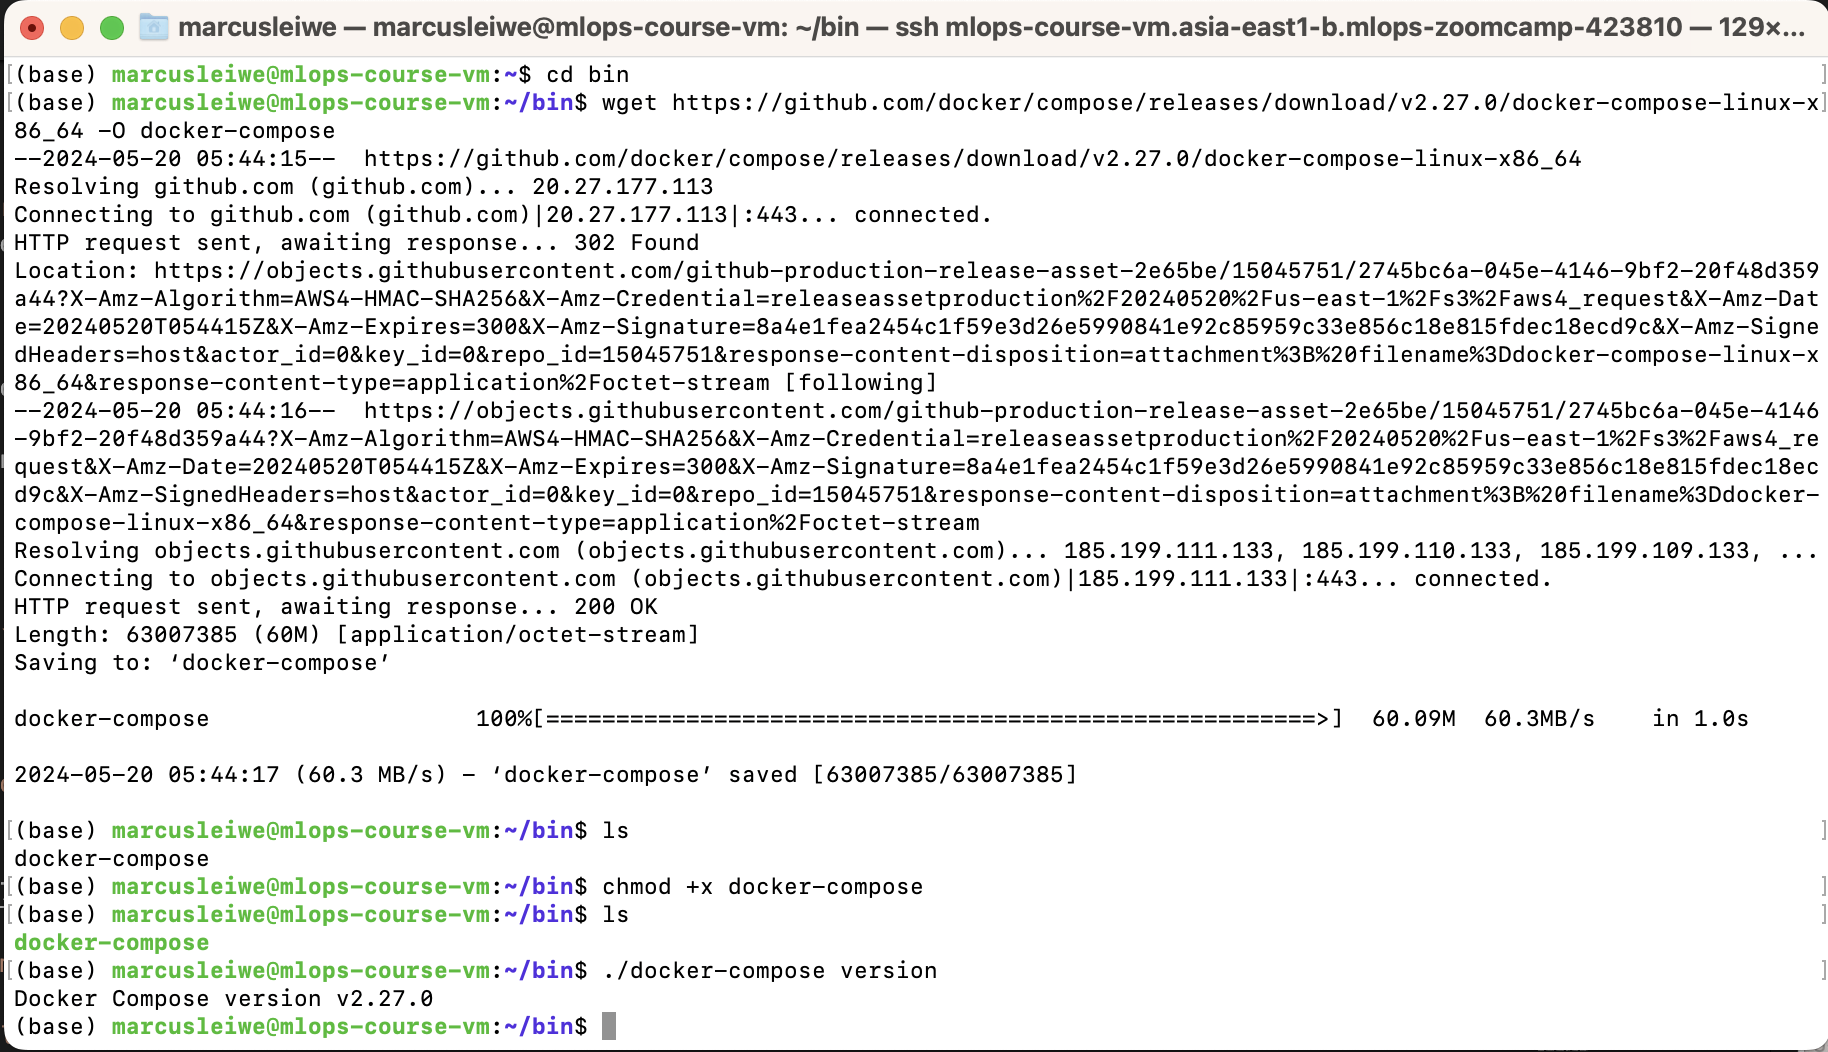 marcusleiwe — marcusleiwe@mlops-course-vm: ~/bin — ssh mlops-course-vm.asia-east1-b.mlops-zoomcamp-423810 — 129×...
[(base) marcusleiwe@mlops-course-vm:~$ cd bin ]
[(base) marcusleiwe@mlops-course-vm:~/bin$ wget https://github.com/docker/compose/releases/download/v2.27.0/docker-compose-linux-x]
86_64 -O docker-compose
--2024-05-20 05:44:15--  https://github.com/docker/compose/releases/download/v2.27.0/docker-compose-linux-x86_64
Resolving github.com (github.com)... 20.27.177.113
Connecting to github.com (github.com)|20.27.177.113|:443... connected.
HTTP request sent, awaiting response... 302 Found
Location: https://objects.githubusercontent.com/github-production-release-asset-2e65be/15045751/2745bc6a-045e-4146-9bf2-20f48d359
a44?X-Amz-Algorithm=AWS4-HMAC-SHA256&X-Amz-Credential=releaseassetproduction%2F20240520%2Fus-east-1%2Fs3%2Faws4_request&X-Amz-Dat
e=20240520T054415Z&X-Amz-Expires=300&X-Amz-Signature=8a4e1fea2454c1f59e3d26e5990841e92c85959c33e856c18e815fdec18ecd9c&X-Amz-Signe
dHeaders=host&actor_id=0&key_id=0&repo_id=15045751&response-content-disposition=attachment%3B%20filename%3Ddocker-compose-linux-x
86_64&response-content-type=application%2Foctet-stream [following]
--2024-05-20 05:44:16--  https://objects.githubusercontent.com/github-production-release-asset-2e65be/15045751/2745bc6a-045e-4146
-9bf2-20f48d359a44?X-Amz-Algorithm=AWS4-HMAC-SHA256&X-Amz-Credential=releaseassetproduction%2F20240520%2Fus-east-1%2Fs3%2Faws4_re
quest&X-Amz-Date=20240520T054415Z&X-Amz-Expires=300&X-Amz-Signature=8a4e1fea2454c1f59e3d26e5990841e92c85959c33e856c18e815fdec18ec
d9c&X-Amz-SignedHeaders=host&actor_id=0&key_id=0&repo_id=15045751&response-content-disposition=attachment%3B%20filename%3Ddocker-
compose-linux-x86_64&response-content-type=application%2Foctet-stream
Resolving objects.githubusercontent.com (objects.githubusercontent.com)... 185.199.111.133, 185.199.110.133, 185.199.109.133, ...
Connecting to objects.githubusercontent.com (objects.githubusercontent.com)|185.199.111.133|:443... connected.
HTTP request sent, awaiting response... 200 OK
Length: 63007385 (60M) [application/octet-stream]
Saving to: ‘docker-compose’
docker-compose                   100%[=======================================================>]  60.09M  60.3MB/s    in 1.0s
2024-05-20 05:44:17 (60.3 MB/s) - ‘docker-compose’ saved [63007385/63007385]
[(base) marcusleiwe@mlops-course-vm:~/bin$ ls ]
docker-compose
[(base) marcusleiwe@mlops-course-vm:~/bin$ chmod +x docker-compose ]
[(base) marcusleiwe@mlops-course-vm:~/bin$ ls ]
docker-compose
[(base) marcusleiwe@mlops-course-vm:~/bin$ ./docker-compose version ]
Docker Compose version v2.27.0
(base) marcusleiwe@mlops-course-vm:~/bin$